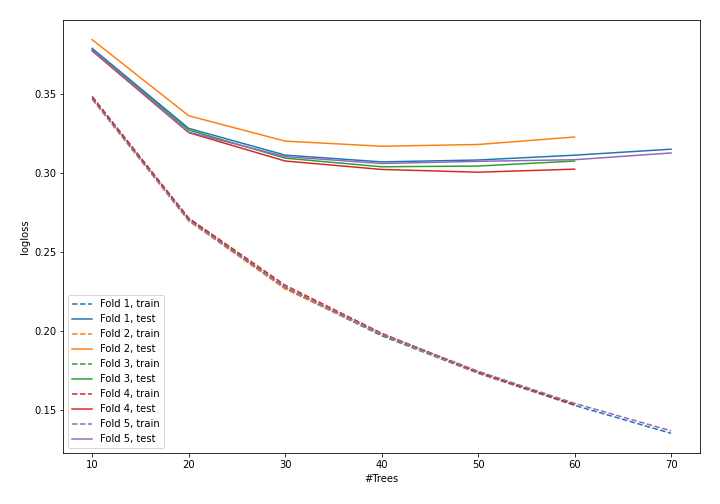 0.35
0.30
0.25
0.20
0.15
logloss
Fold 1, train
Fold 1, test
Fold 2, train
Fold 2, test
Fold 3, train
Fold 3, test
Fold 4, train
Fold 4, test
Fold 5, train
Fold 5, test
10 20 30 40 50 60 70
#Trees